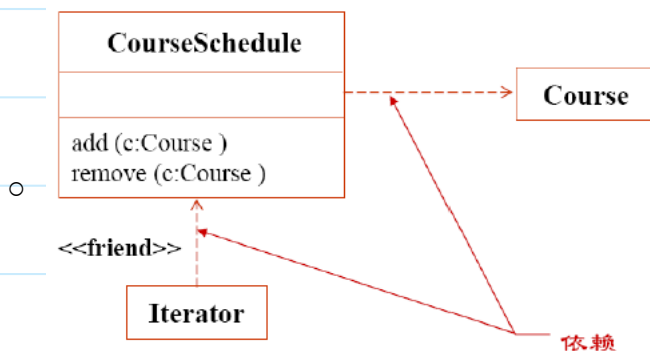 CourseSchedule
Course
add (c:Course )
remove (c:Course )
<<friend>>
Iterator
依赖